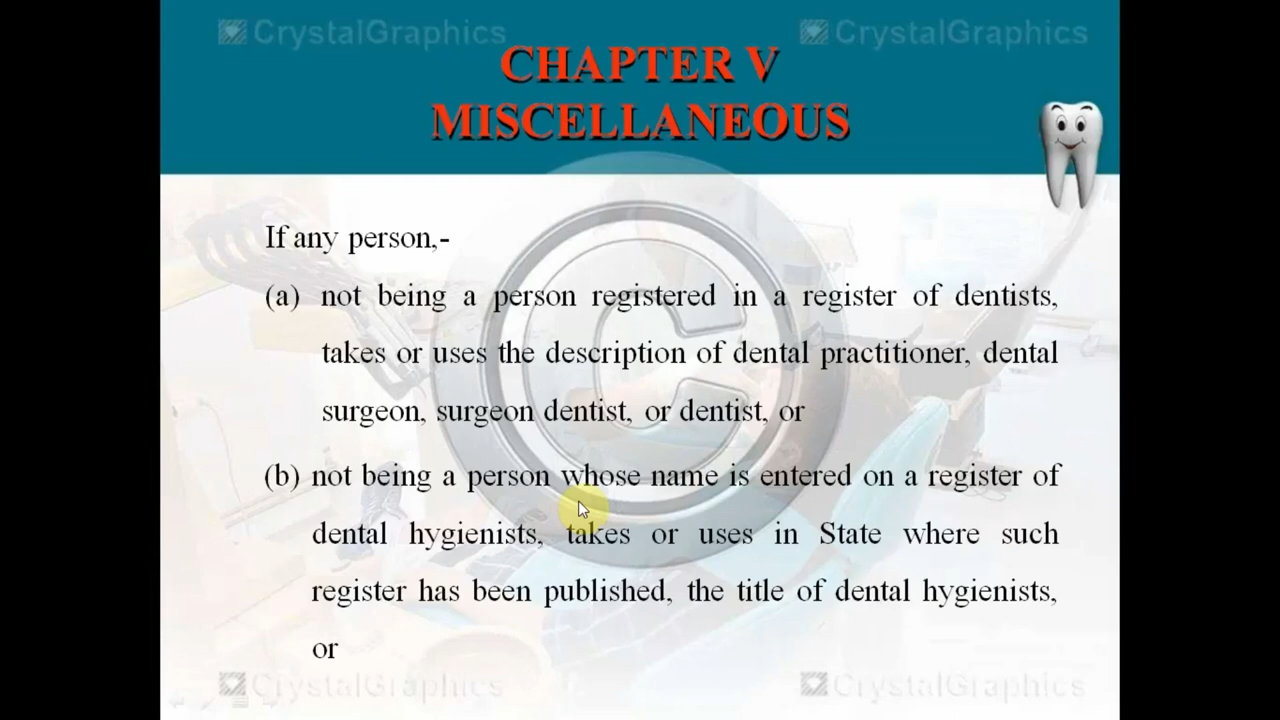 CrystalGraphics CrystalGraphics
CHAPTER V
MISCELLANEOUS
If any person,-
(a) not being a person registered in a register of dentists,
takes or uses the description of dental practitioner, dental
surgeon, surgeon dentist, or dentist, or
(b) not being a person whose name is entered on a register of
dental hygienists, takes or uses in State where such
register has been published, the title of dental hygienists,
or
CrystalGraphics CrystalGraphics